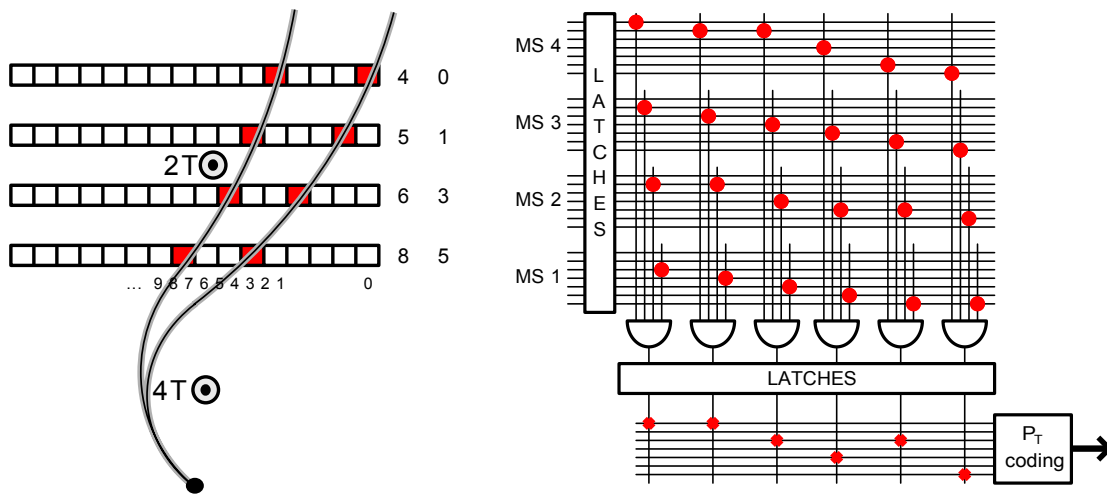 4 0
5 1
2T
6 3
8 5
... 9 8 7 6 5 4 3 2 1 0
4T
MS 4
MS 3
MS 2
MS 1
LATCHES
LATCHES
PT
coding